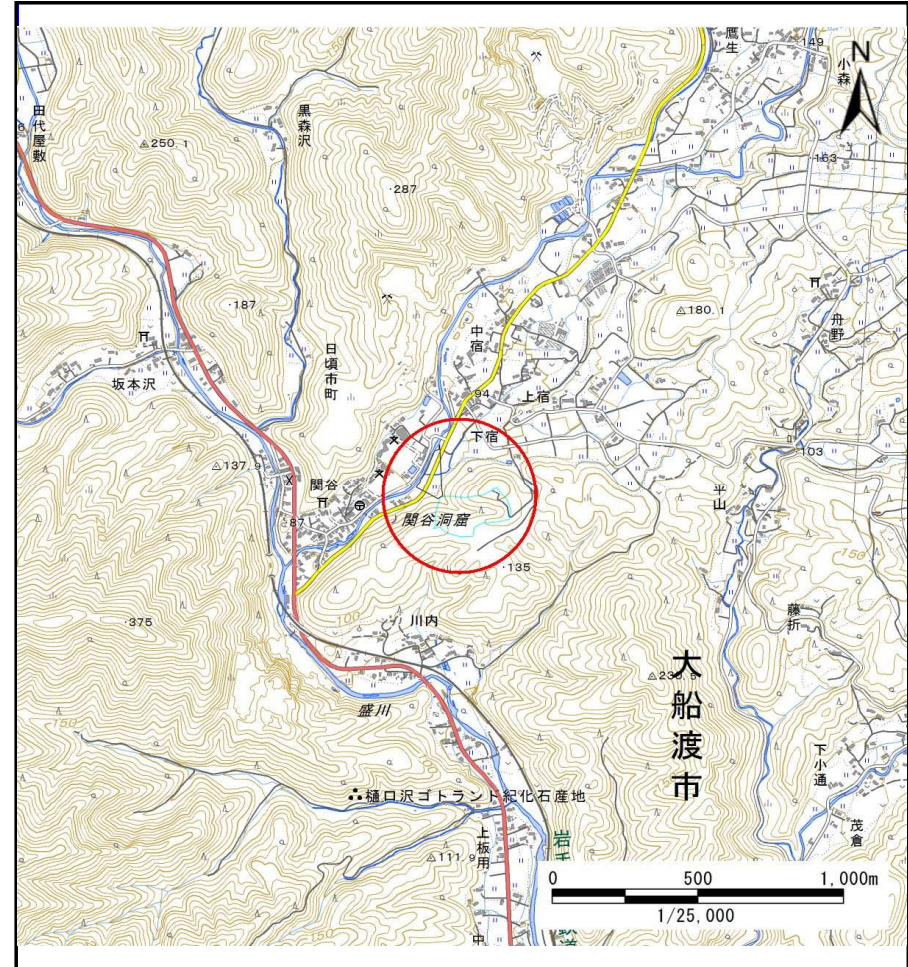 鷹生
149
小森
N
田代屋敷
黒森沢
250.1
150
163
287
187
180.1
中宿
舟野
日頃市町
坂本沢
94
上宿
下宿
103
137.9
関谷
平山
87
関谷洞窟
150
135
藤折
375
100
川内
大船渡市
盛川
150
下小通
樋口沢ゴトランド紀化石産地
茂倉
上板用
111.9
0 500 1,000m
1/25,000
中